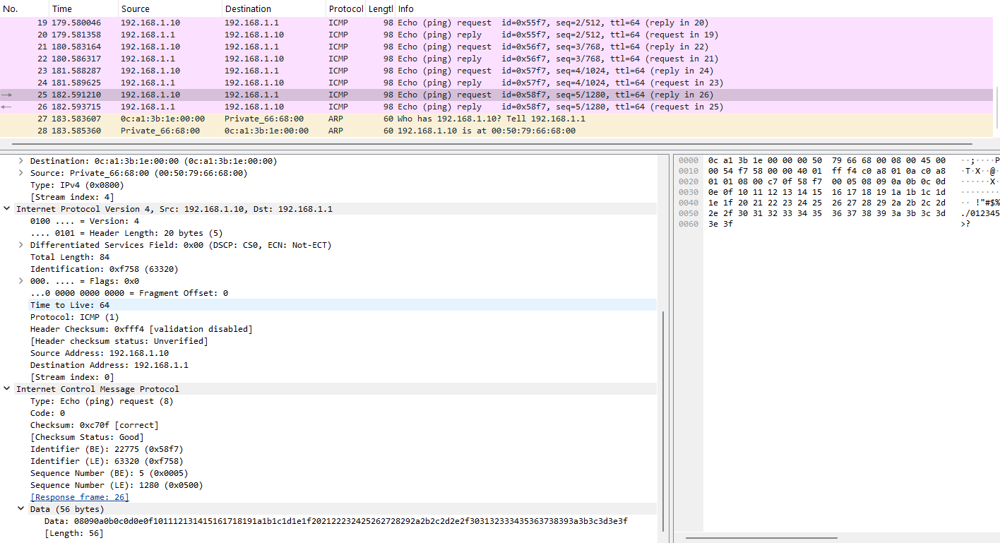 No. Time Source Destination Protocol Lengtl Info
19 179.580046 192.168.1.10 192.168.1.1 ICMP 98 Echo (ping) request id=0x55f7, seq=2/512, ttl=64 (reply in 20)
20 179.581358 192.168.1.1 192.168.1.10 ICMP 98 Echo (ping) reply id=0x55f7, seq=2/512, ttl=64 (request in 19)
21 180.583164 192.168.1.10 192.168.1.1 ICMP 98 Echo (ping) request id=0x56f7, seq=3/768, ttl=64 (reply in 22)
22 180.586317 192.168.1.1 192.168.1.10 ICMP 98 Echo (ping) reply id=0x56f7, seq=3/768, ttl=64 (request in 21)
23 181.588287 192.168.1.10 192.168.1.1 ICMP 98 Echo (ping) request id=0x57f7, seq=4/1024, ttl=64 (reply in 24)
24 181.589625 192.168.1.1 192.168.1.10 ICMP 98 Echo (ping) reply id=0x57f7, seq=4/1024, ttl=64 (request in 23)
25 182.591210 192.168.1.10 192.168.1.1 ICMP 98 Echo (ping) request id=0x58f7, seq=5/1280, ttl=64 (reply in 26)
26 182.593715 192.168.1.1 192.168.1.10 ICMP 98 Echo (ping) reply id=0x58f7, seq=5/1280, ttl=64 (request in 25)
27 183.583607 0c:a1:3b:1e:00:00 Private_66:68:00 ARP 60 Who has 192.168.1.10? Tell 192.168.1.1
28 183.585360 Private_66:68:00 0c:a1:3b:1e:00:00 ARP 60 192.168.1.10 is at 00:50:79:66:68:00
Destination: 0c:a1:3b:1e:00:00 (0c:a1:3b:1e:00:00)
Source: Private_66:68:00 (00:50:79:66:68:00)
Type: IPv4 (0x0800)
[Stream index: 4]
Internet Protocol Version 4, Src: 192.168.1.10, Dst: 192.168.1.1
0100 .... = Version: 4
.... 0101 = Header Length: 20 bytes (5)
Differentiated Services Field: 0x00 (DSCP: CS0, ECN: Not-ECT)
Total Length: 84
Identification: 0xf758 (63320)
000. .... = Flags: 0x0
...0 0000 0000 0000 = Fragment Offset: 0
Time to Live: 64
Protocol: ICMP (1)
Header Checksum: 0xfff4 [validation disabled]
[Header checksum status: Unverified]
Source Address: 192.168.1.10
Destination Address: 192.168.1.1
[Stream index: 0]
Internet Control Message Protocol
Type: Echo (ping) request (8)
Code: 0
Checksum: 0xc70f [correct]
[Checksum Status: Good]
Identifier (BE): 22775 (0x58f7)
Identifier (LE): 63320 (0xf758)
Sequence Number (BE): 5 (0x0005)
Sequence Number (LE): 1280 (0x0500)
[Response frame: 26]
Data (56 bytes)
Data: 08090a0b0c0d0e0f101112131415161718191a1b1c1d1e1f202122232425262728292a2b2c2d2e2f303132333435363738393a3b3c3d3e3f
[Length: 56]
0000 0c a1 3b 1e 00 00 00 50 79 66 68 00 08 00 45 00 ··;····P
0010 00 54 f7 58 00 00 40 01 ff f4 c0 a8 01 0a c0 a8 ·T·X··@·
0020 01 01 08 00 c7 0f 58 f7 00 05 08 09 0a 0b 0c 0d ······X·
0030 0e 0f 10 11 12 13 14 15 16 17 18 19 1a 1b 1c 1d ········
0040 1e 1f 20 21 22 23 24 25 26 27 28 29 2a 2b 2c 2d ·· !"#$%
0050 2e 2f 30 31 32 33 34 35 36 37 38 39 3a 3b 3c 3d ./012345
0060 3e 3f >?